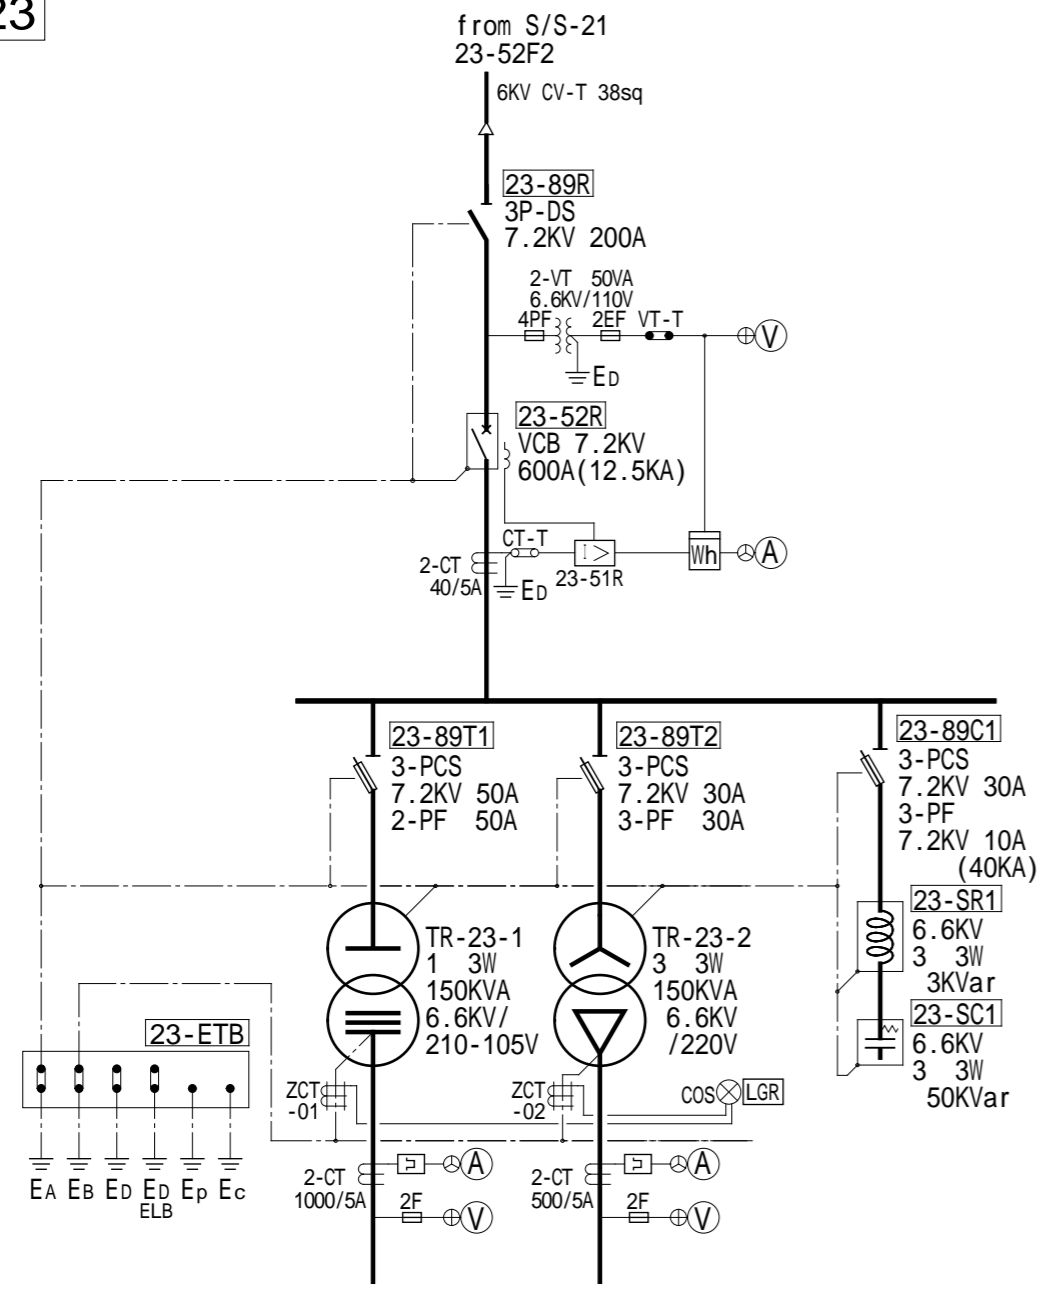 23
from S/S-21
23-52F2
6KV CV-T 38sq
23-89R
3P-DS
7.2KV 200A
2-VT 50VA
6.6KV/110V
4PF
2EF
VT-T
V
ED
23-52R
VCB 7.2KV
600A(12.5KA)
CT-T
2-CT
40/5A
ED
I>
23-51R
Wh
A
23-89T1
3-PCS
7.2KV 50A
2-PF 50A
23-89T2
3-PCS
7.2KV 30A
3-PF 30A
23-89C1
3-PCS
7.2KV 30A
3-PF
7.2KV 10A
(40KA)
TR-23-1
1 3W
150KVA
6.6KV/
210-105V
TR-23-2
3 3W
150KVA
6.6KV
/220V
23-SR1
6.6KV
3 3W
3KVar
23-SC1
6.6KV
3 3W
50KVar
23-ETB
ZCT
-01
ZCT
-02
COS
LGR
EA
EB
ED
ED
ELB
Ep
Ec
2-CT
1000/5A
A
2F
V
2-CT
500/5A
A
2F
V